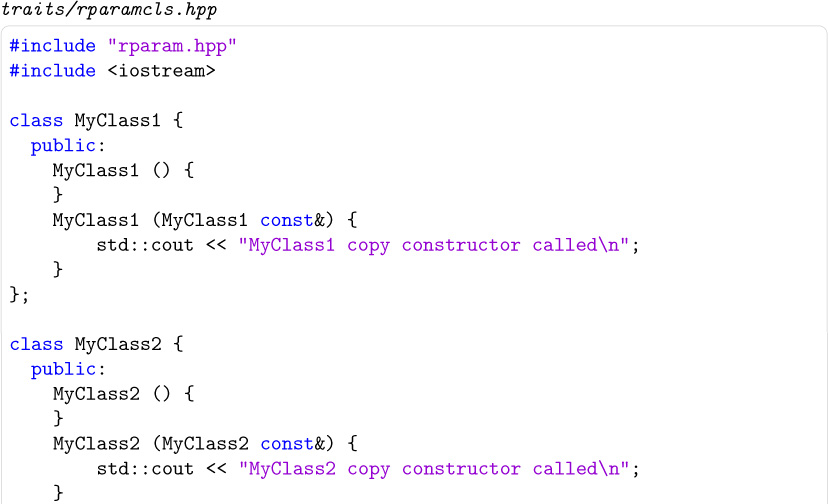 traits/rparamcls.hpp
#include "rparam.hpp"
#include <iostream>

class MyClass1 {
  public:
    MyClass1 () {
    }
    MyClass1 (MyClass1 const&) {
        std::cout << "MyClass1 copy constructor called\n";
    }
};

class MyClass2 {
  public:
    MyClass2 () {
    }
    MyClass2 (MyClass2 const&) {
        std::cout << "MyClass2 copy constructor called\n";
    }